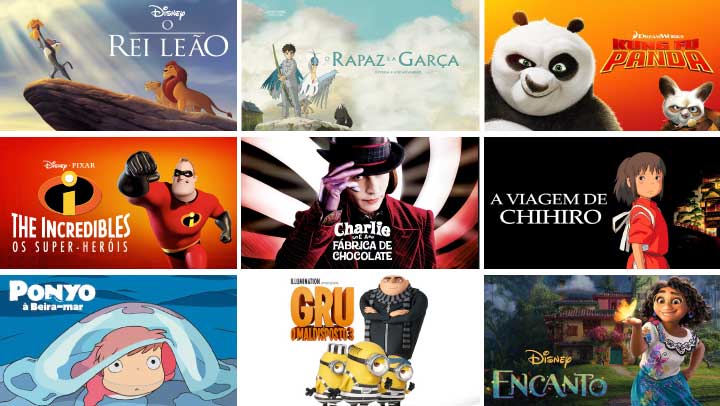 Disney
O
REI LEÃO
O RAPAZ E A GARÇA
DREAMWORKS
KUNG FU
PANDA
Disney • PIXAR
THE INCREDIBLES
OS SUPER-HERÓIS
Charlie
E A
FÁBRICA DE
CHOCOLATE
A VIAGEM DE
CHIHIRO
PONYO
à Beira-mar
ILLUMINATION
GRU
O MALDISPOSTO 3
Disney
ENCANTO